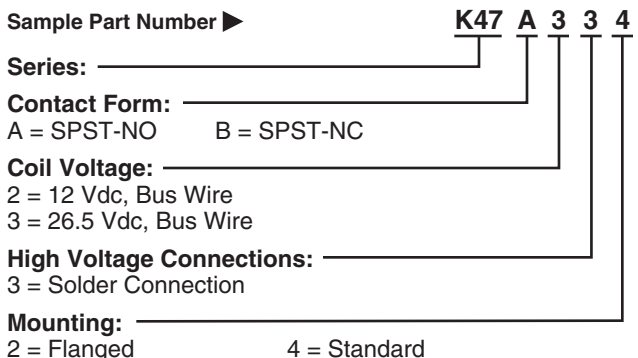 Sample Part Number ▶ K47 A 3 3 4
Series:
Contact Form:
A = SPST-NO B = SPST-NC
Coil Voltage:
2 = 12 Vdc, Bus Wire
3 = 26.5 Vdc, Bus Wire
High Voltage Connections:
3 = Solder Connection
Mounting:
2 = Flanged 4 = Standard